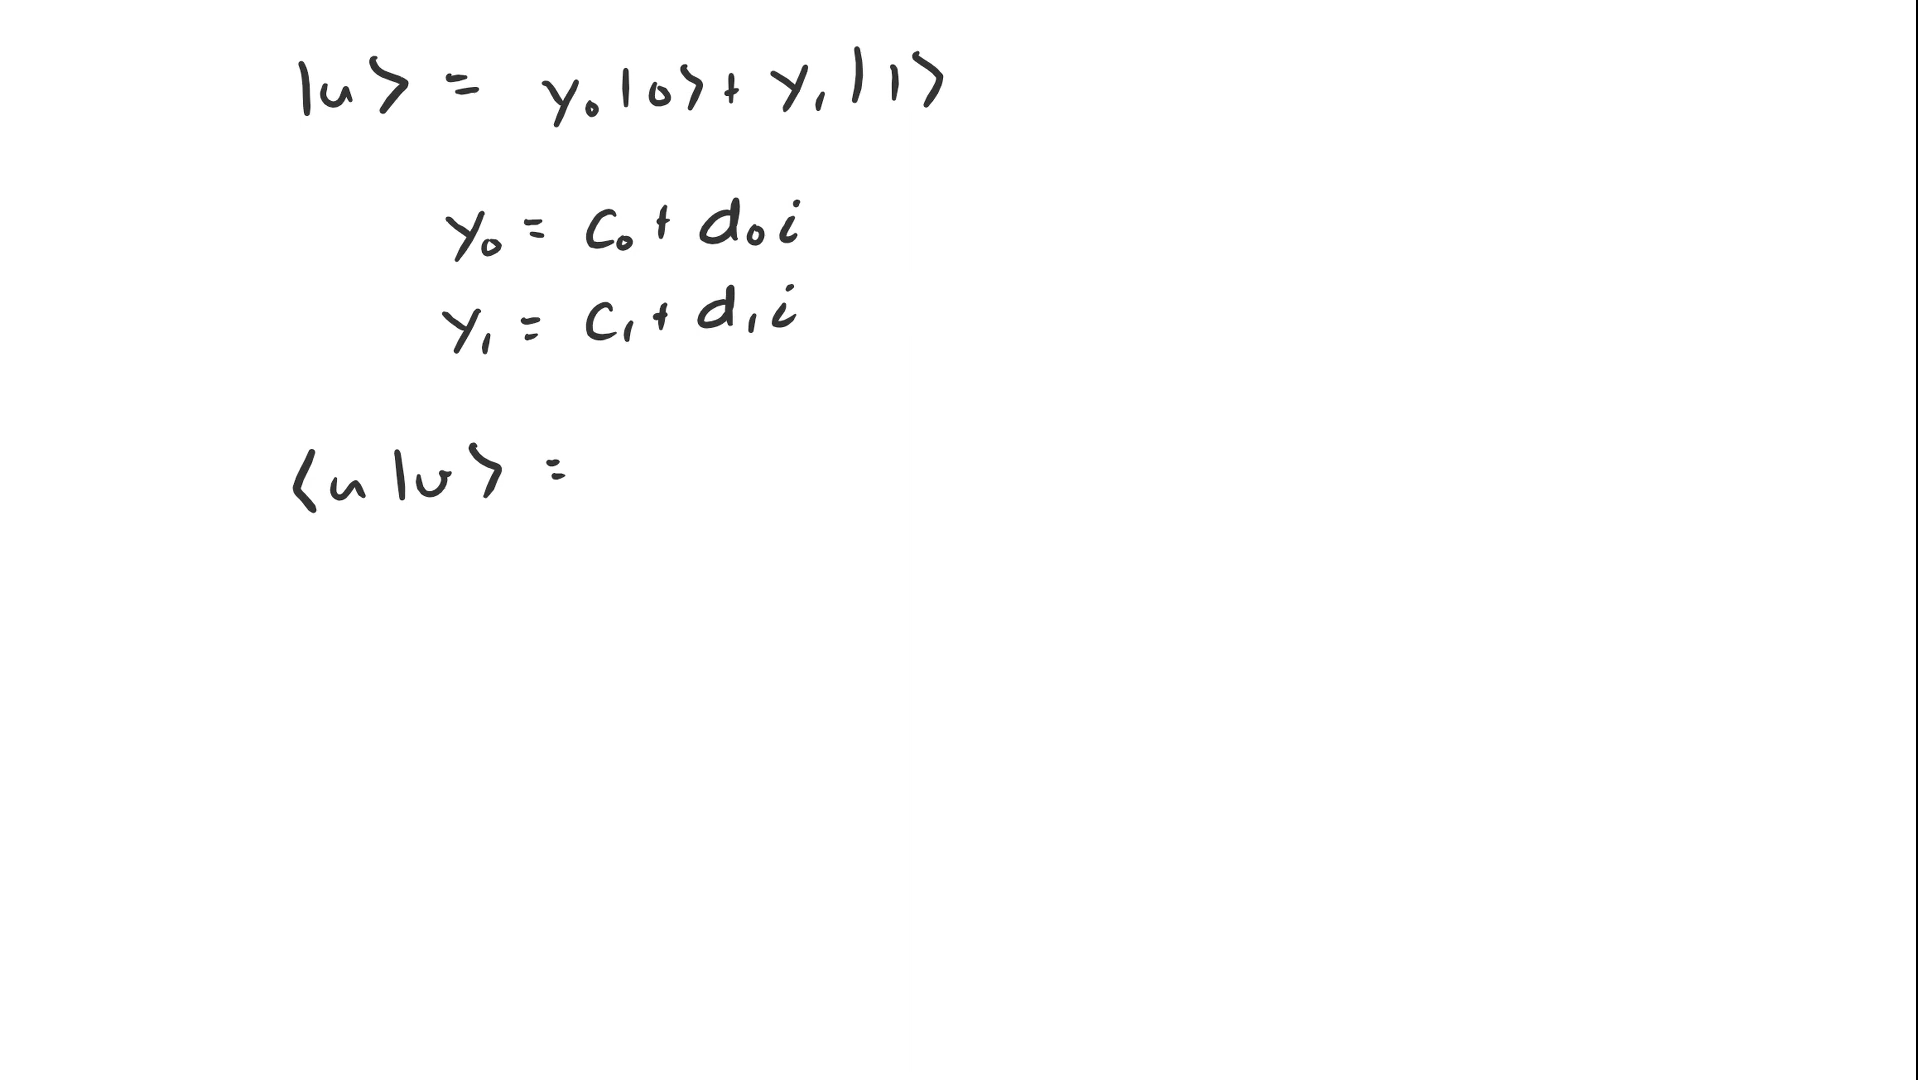 |u> = y₀|0> + y₁|1>
y₀ = c₀ + d₀i
y₁ = c₁ + d₁i
<u|v> =